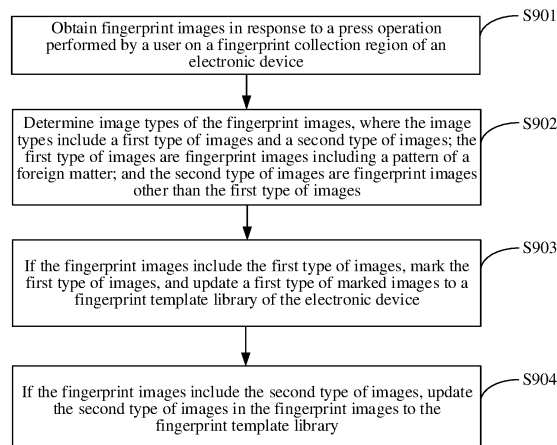 S901
Obtain fingerprint images in response to a press operation
performed by a user on a fingerprint collection region of an
electronic device
S902
Determine image types of the fingerprint images, where the image
types include a first type of images and a second type of images; the
first type of images are fingerprint images including a pattern of a
foreign matter; and the second type of images are fingerprint images
other than the first type of images
S903
If the fingerprint images include the first type of images, mark the
first type of images, and update a first type of marked images to a
fingerprint template library of the electronic device
S904
If the fingerprint images include the second type of images, update
the second type of images in the fingerprint images to the
fingerprint template library